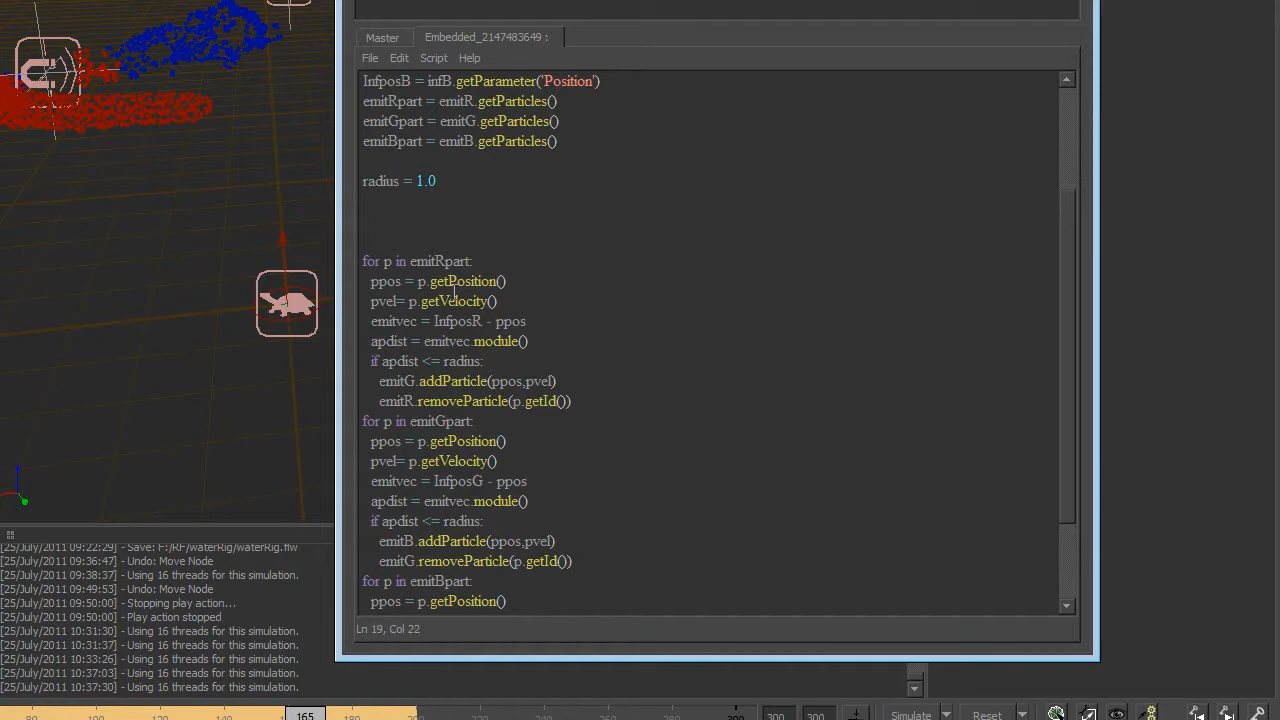 Master
Embedded_2147483649 :
File Edit Script Help
InfposB = infB.getParameter('Position')
emitRpart = emitR.getParticles()
emitGpart = emitG.getParticles()
emitBpart = emitB.getParticles()
radius = 1.0
for p in emitRpart:
ppos = p.getPosition()
pvel= p.getVelocity()
emitvec = InfposR - ppos
apdist = emitvec.module()
if apdist <= radius:
emitG.addParticle(ppos,pvel)
emitR.removeParticle(p.getId())
for p in emitGpart:
ppos = p.getPosition()
pvel= p.getVelocity()
emitvec = InfposG - ppos
apdist = emitvec.module()
if apdist <= radius:
emitB.addParticle(ppos,pvel)
emitG.removeParticle(p.getId())
for p in emitBpart:
ppos = p.getPosition()
Ln 19, Col 22
[25/July/2011 09:22:29] - Save: F:/RF/waterRig/waterRig.flw
[25/July/2011 09:36:47] - Undo: Move Node
[25/July/2011 09:38:37] - Using 16 threads for this simulation.
[25/July/2011 09:49:53] - Undo: Move Node
[25/July/2011 09:50:00] - Stopping play action...
[25/July/2011 09:50:00] - Play action stopped
[25/July/2011 10:31:30] - Using 16 threads for this simulation.
[25/July/2011 10:31:37] - Using 16 threads for this simulation.
[25/July/2011 10:33:26] - Using 16 threads for this simulation.
[25/July/2011 10:37:03] - Using 16 threads for this simulation.
[25/July/2011 10:37:30] - Using 16 threads for this simulation.
80 100 120 140 165 180 200 300 300 300 Simulate Reset